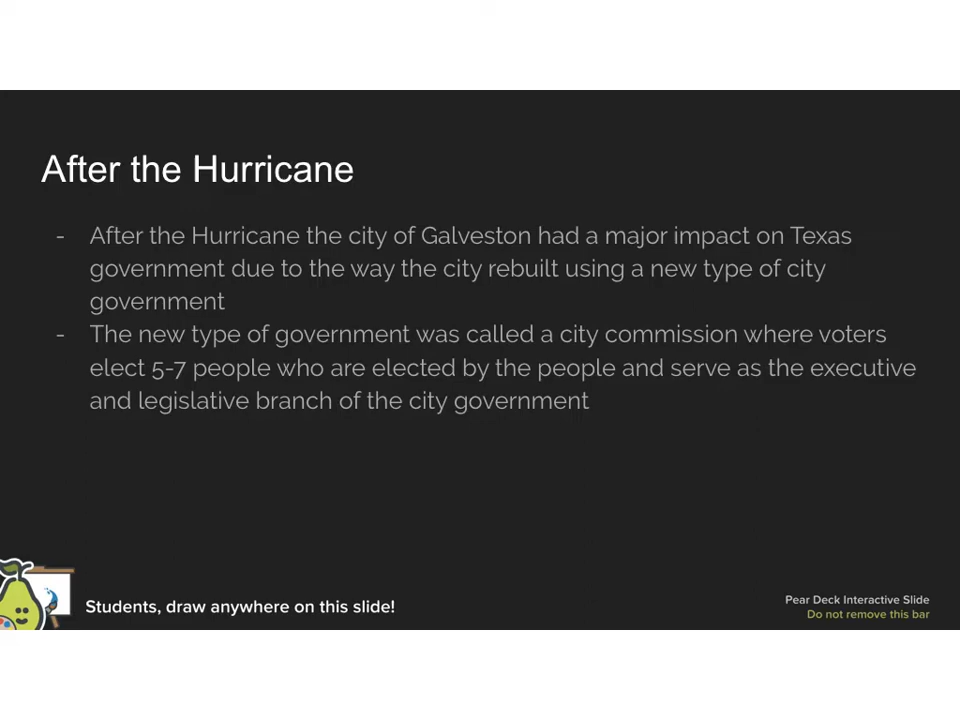 After the Hurricane
- After the Hurricane the city of Galveston had a major impact on Texas
government due to the way the city rebuilt using a new type of city
government
- The new type of government was called a city commission where voters
elect 5-7 people who are elected by the people and serve as the executive
and legislative branch of the city government
Students, draw anywhere on this slide!
Pear Deck Interactive Slide
Do not remove this bar